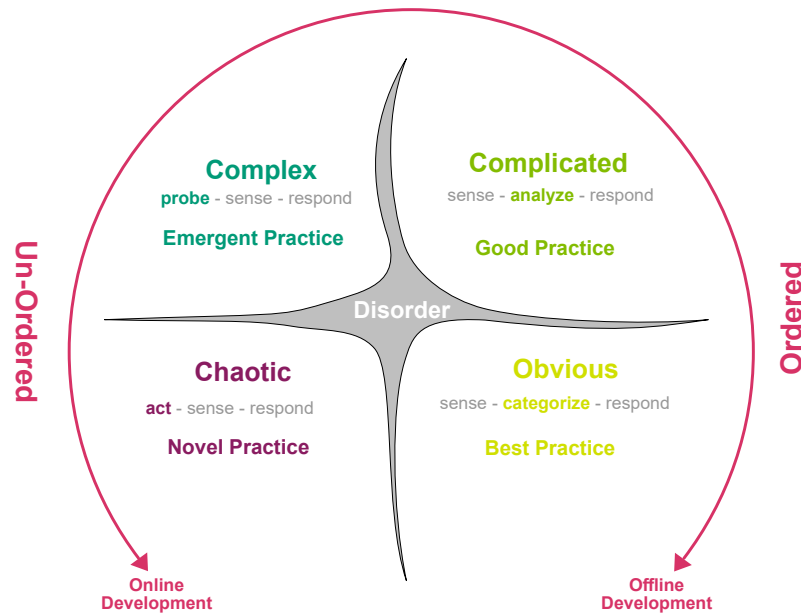 Complex
probe - sense - respond
Emergent Practice
Complicated
sense - analyze - respond
Good Practice
Un-Ordered
Disorder
Ordered
Chaotic
act - sense - respond
Novel Practice
Obvious
sense - categorize - respond
Best Practice
Online
Development
Offline
Development